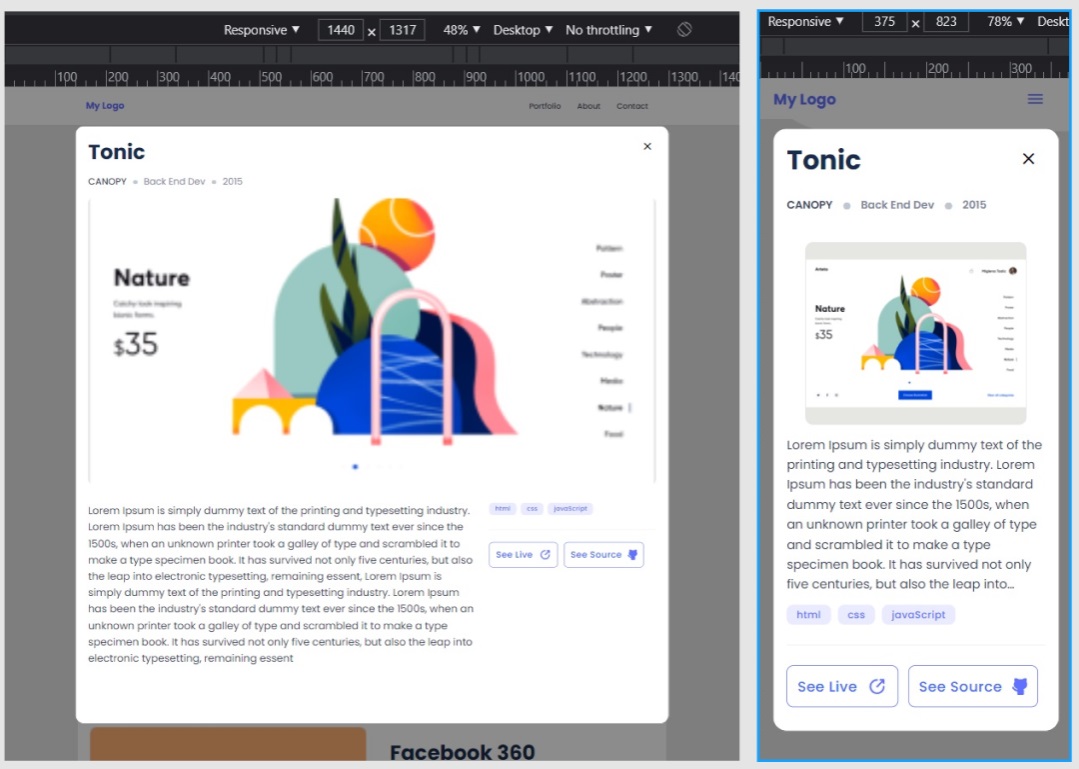 Responsive ▼ 1440 × 1317 48% ▼ Desktop ▼ No throttling ▼
100 200 300 400 500 600 700 800 900 1000 1100 1200 1300 140
My Logo Portfolio About Contact
Tonic ×
CANOPY Back End Dev 2015
Nature
Catchy look inspiring
bionic forms.
$35
Pattern
Poster
Abstraction
People
Technology
Media
Nature
Food
Lorem Ipsum is simply dummy text of the printing and typesetting industry.
Lorem Ipsum has been the industry's standard dummy text ever since the
1500s, when an unknown printer took a galley of type and scrambled it to
make a type specimen book. It has survived not only five centuries, but also
the leap into electronic typesetting, remaining essent, Lorem Ipsum is
simply dummy text of the printing and typesetting industry. Lorem Ipsum
has been the industry's standard dummy text ever since the 1500s, when an
unknown printer took a galley of type and scrambled it to make a type
specimen book. It has survived not only five centuries, but also the leap into
electronic typesetting, remaining essent
html css javaScript
See Live See Source
Facebook 360
Responsive ▼ 375 × 823 78% ▼ Deskt
100 200 300
My Logo
Tonic ×
CANOPY Back End Dev 2015
Nature
$35
Lorem Ipsum is simply dummy text of the
printing and typesetting industry. Lorem
Ipsum has been the industry's standard
dummy text ever since the 1500s, when
an unknown printer took a galley of type
and scrambled it to make a type
specimen book. It has survived not only
five centuries, but also the leap into...
html css javaScript
See Live See Source